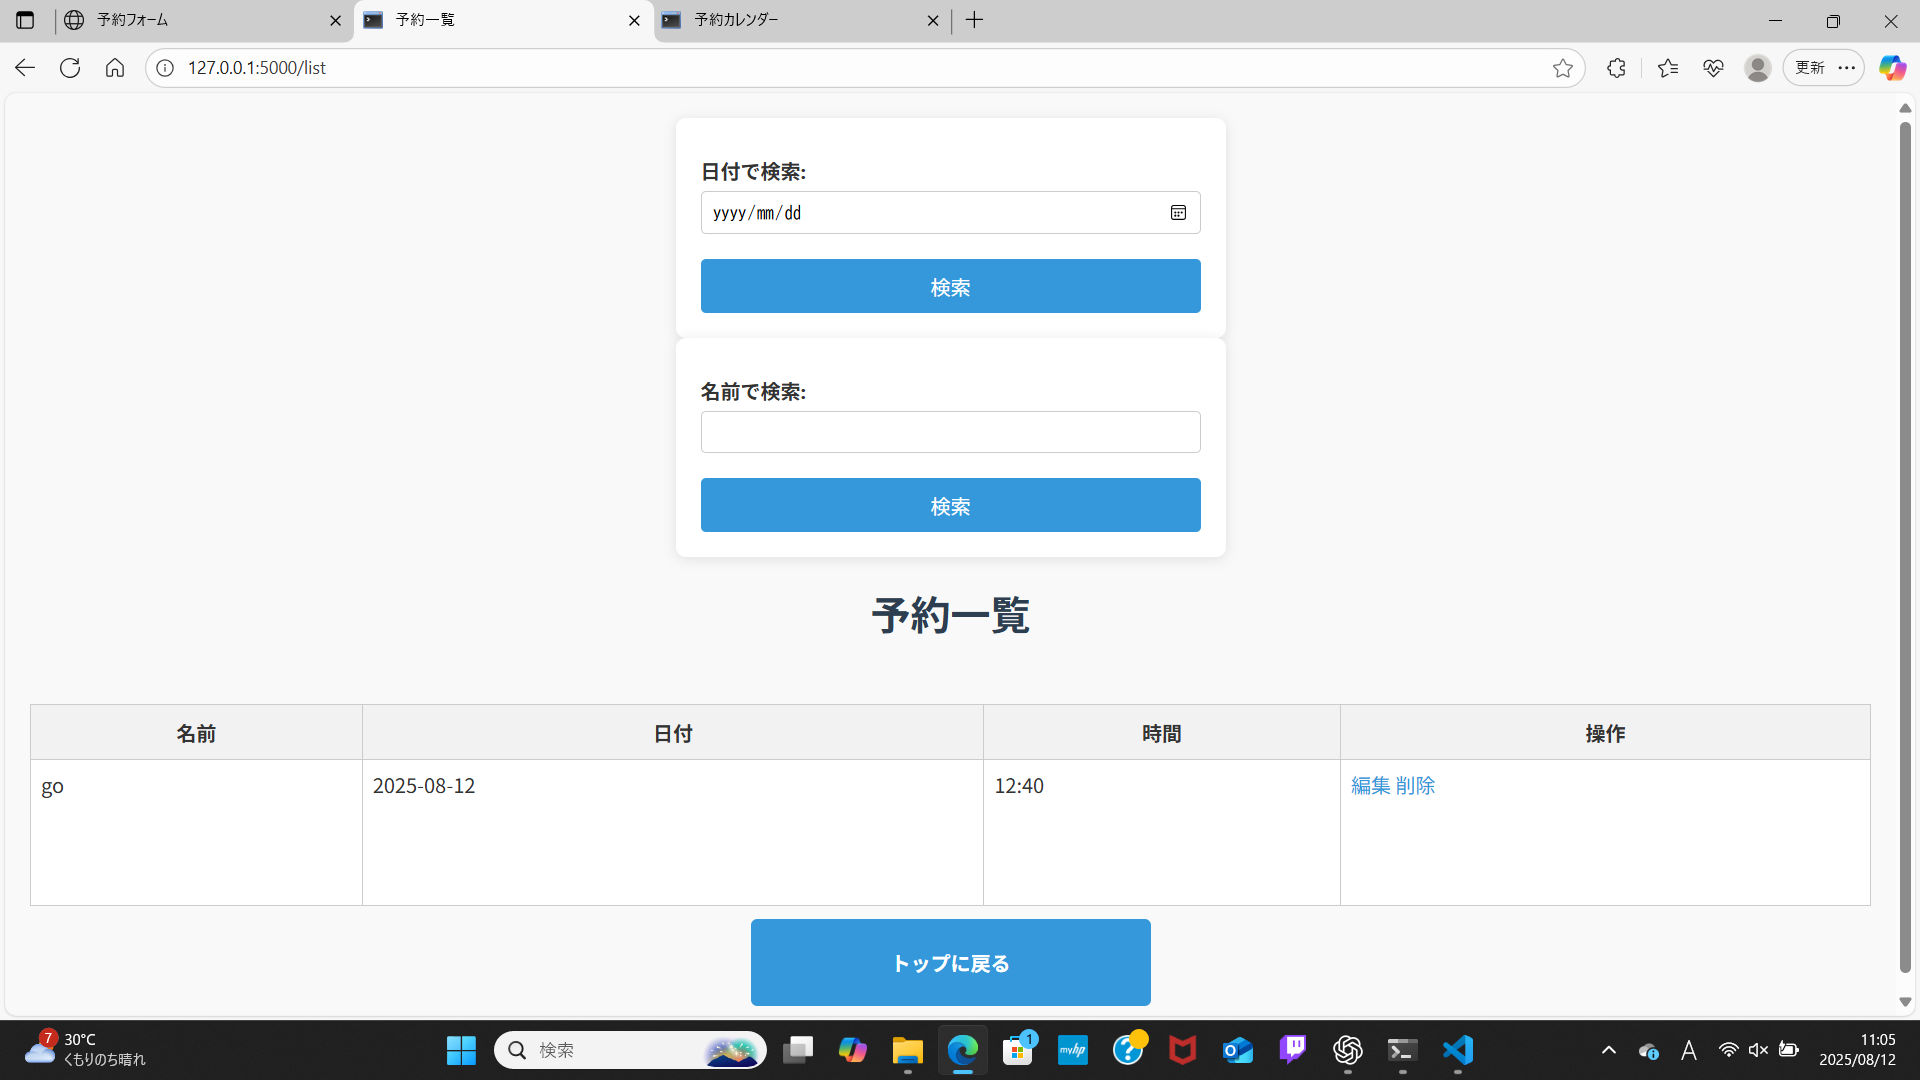 予約フォーム
予約一覧
予約カレンダー
127.0.0.1:5000/list
更新
日付で検索:
yyyy/mm/dd
検索
名前で検索:
検索
予約一覧
名前 日付 時間 操作
go 2025-08-12 12:40 編集 削除
トップに戻る
7
30°C
くもりのち晴れ
検索
1
myhp
A
11:05
2025/08/12